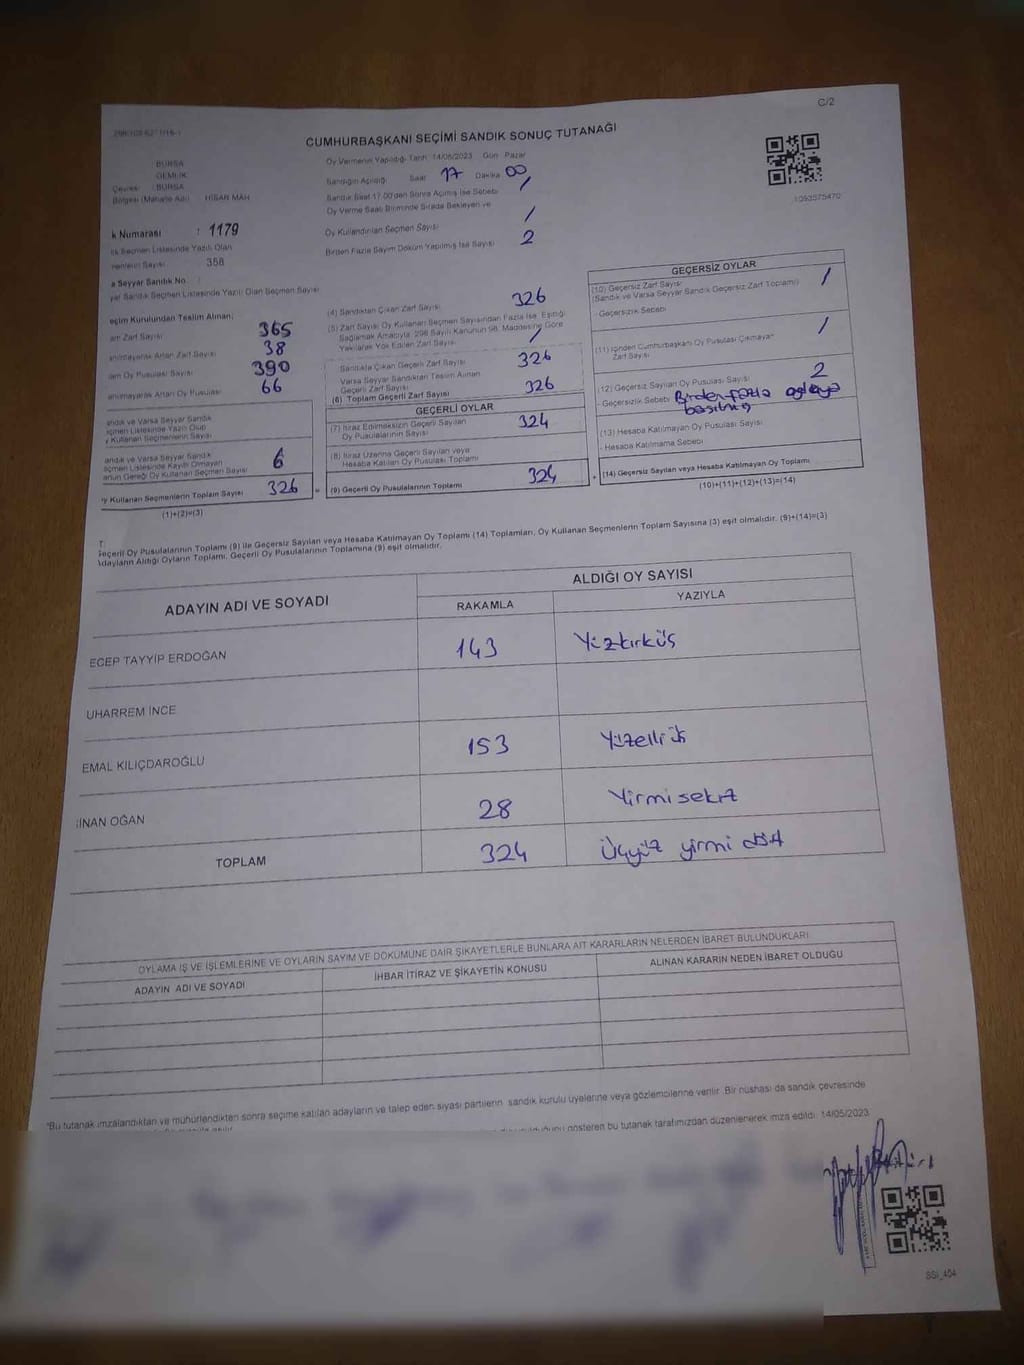 C/2
CUMHURBAŞKANI SEÇİMİ SANDIK SONUÇ TUTANAĞI
BURSA
GEMLİK
Çevresi : BURSA
Bölgesi (Mahalle Adı) HİSAR MAH
k Numarası : 1179
ık Seçmen Listesinde Yazılı Olan
Sayısı 358
a Seyyar Sandık No :
yar Sandık Seçmen Listesinde Yazılı Olan Seçmen Sayısı
Oy Vermenin Yapıldığı Tarih 14/05/2023 Gün Pazar
Sandığın Açıldığı Saat 17 Dakika 00
Sandık Saat 17.00'den Sonra Açılmış İse Sebebi /
Oy Verme Saati Bitiminde Sırada Bekleyen ve
Oy Kullandırılan Seçmen Sayısı /
Birden Fazla Sayım Döküm Yapılmış İse Sayısı 2
1093575470
eçim Kurulundan Teslim Alınan;
am Zarf Sayısı 365
anılmayarak Artan Zarf Sayısı 38
am Oy Pusulası Sayısı 390
anılmayarak Artan Oy Pusulası 66
andık ve Varsa Seyyar Sandık
eçmen Listesinde Yazılı Olup
y Kullanan Seçmenlerin Sayısı
andık ve Varsa Seyyar Sandık
eçmen Listesinde Kayıtlı Olmayan
anun Gereği Oy Kullanan Seçmen Sayısı 6
y Kullanan Seçmenlerin Toplam Sayısı 326
(1)+(2)=(3)
(4) Sandıktan Çıkan Zarf Sayısı 326
(5) Zarf Sayısı Oy Kullanan Seçmen Sayısından Fazla İse, Eşitliği
Sağlamak Amacıyla, 298 Sayılı Kanunun 98. Maddesine Göre
Yakılarak Yok Edilen Zarf Sayısı /
Sandıkta Çıkan Geçerli Zarf Sayısı 326
Varsa Seyyar Sandıktan Teslim Alınan
Geçerli Zarf Sayısı
(6) Toplam Geçerli Zarf Sayısı 326
GEÇERLİ OYLAR
(7) İtiraz Edilmeksizin Geçerli Sayılan
Oy Pusulalarının Sayısı 324
(8) İtiraz Üzerine Geçerli Sayılan veya
Hesaba Katılan Oy Pusulası Toplamı
(9) Geçerli Oy Pusulalarının Toplamı 324
GEÇERSİZ OYLAR
(10) Geçersiz Zarf Sayısı
(Sandık ve Varsa Seyyar Sandık Geçersiz Zarf Toplamı) /
- Geçersizlik Sebebi
(11) İçinden Cumhurbaşkanı Oy Pusulası Çıkmayan
Zarf Sayısı /
(12) Geçersiz Sayılan Oy Pusulası Sayısı 2
- Geçersizlik Sebebi Birden fazla adaya
basılmış
(13) Hesaba Katılmayan Oy Pusulası Sayısı
- Hesaba Katılmama Sebebi
(14) Geçersiz Sayılan veya Hesaba Katılmayan Oy Toplamı
(10)+(11)+(12)+(13)=(14)
T:
Geçerli Oy Pusulalarının Toplamı (9) ile Geçersiz Sayılan veya Hesaba Katılmayan Oy Toplamı (14) Toplamları, Oy Kullanan Seçmenlerin Toplam Sayısına (3) eşit olmalıdır. (9)+(14)=(3)
Adayların Aldığı Oyların Toplamı, Geçerli Oy Pusulalarının Toplamına (9) eşit olmalıdır.
ADAYIN ADI VE SOYADI ALDIĞI OY SAYISI
RAKAMLA YAZIYLA
ECEP TAYYİP ERDOĞAN 143 Yüzkırküç
UHARREM İNCE
EMAL KILIÇDAROĞLU 153 Yüzelliüç
İNAN OĞAN 28 Yirmisekiz
TOPLAM 324 Üçyüz yirmi dört
OYLAMA İŞ VE İŞLEMLERİNE VE OYLARIN SAYIM VE DÖKÜMÜNE DAİR ŞİKAYETLERLE BUNLARA AİT KARARLARIN NELERDEN İBARET BULUNDUKLARI
ADAYIN ADI VE SOYADI İHBAR İTİRAZ VE ŞİKAYETİN KONUSU ALINAN KARARIN NEDEN İBARET OLDUĞU
"Bu tutanak imzalandıktan ve mühürlendikten sonra seçime katılan adayların ve talep eden siyasi partilerin sandık kurulu üyelerine veya gözlemcilerine verilir. Bir nüshası da sandık çevresinde
gösteren bu tutanak tarafımızdan düzenlenerek imza edildi. 14/05/2023
SSİ_404